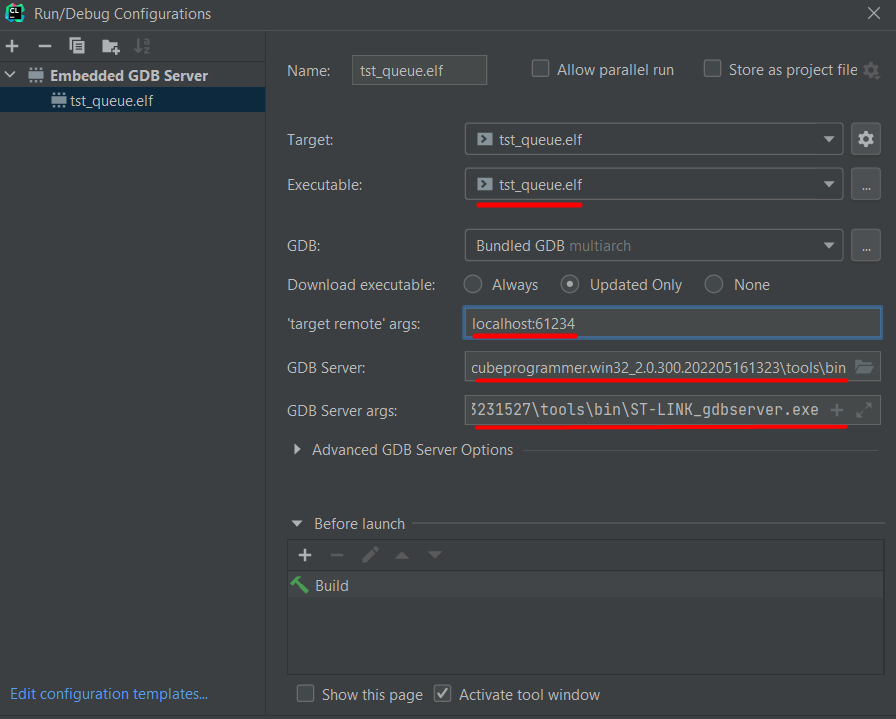 CL Run/Debug Configurations
Embedded GDB Server
tst_queue.elf
Name: tst_queue.elf Allow parallel run Store as project file
Target: tst_queue.elf
Executable: tst_queue.elf ...
GDB: Bundled GDB multiarch ...
Download executable: Always Updated Only None
'target remote' args: localhost:61234
GDB Server: cubeprogrammer.win32_2.0.300.202205161323\tools\bin
GDB Server args: 3231527\tools\bin\ST-LINK_gdbserver.exe
Advanced GDB Server Options
Before launch
Build
Edit configuration templates...
Show this page Activate tool window